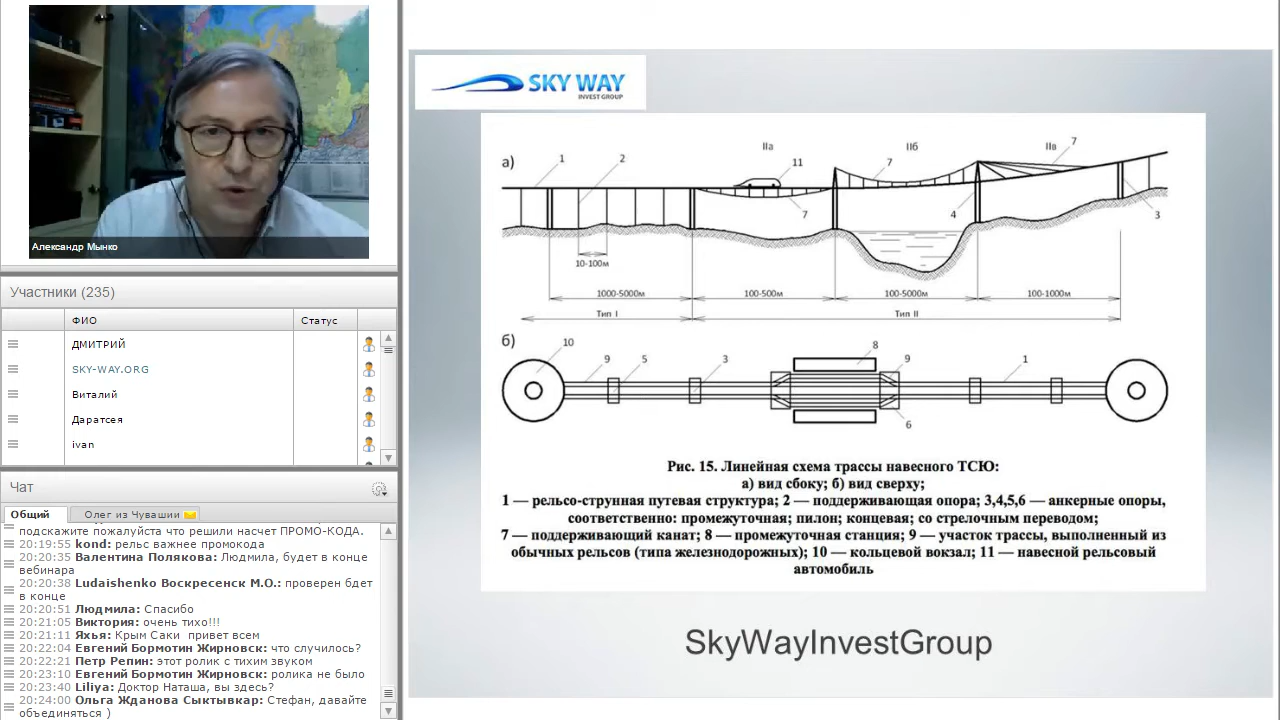 Александр Мынко
Участники (235)
ФИО
Статус
ДМИТРИЙ
SKY-WAY.ORG
Виталий
Даратсея
ivan
Чат
Общий
Олег из Чувашии
подскажите пожалуйста что решили насчет ПРОМО-КОДА.
20:19:55 kond: рельс важнее промокода
20:20:35 Валентина Полякова: Людмила, будет в конце
вебинара
20:20:38 Ludaishenko Воскресенск М.О.: проверен бдет
в конце
20:20:51 Людмила: Спасибо
20:21:05 Виктория: очень тихо!!!
20:21:11 Яхья: Крым Саки привет всем
20:22:04 Евгений Бормотин Жирновск: что случилось?
20:22:21 Петр Репин: этти ролик с тихим звуком
20:23:10 Евгений Бормотин Жирновск: ролика не было
20:23:40 Liliya: Доктор Наташа, вы здесь?
20:24:00 Ольга Жданова Сыктывкар: Стефан, давайте
объединяться )
SKY WAY
INVEST GROUP
а)
1
2
IIа
11
7
7
IIб
IIв
7
4
3
10-100м
1000-5000м
100-500м
100-5000м
100-1000м
Тип I
Тип II
б)
10
9
5
3
8
9
1
6
Рис. 15. Линейная схема трассы навесного ТСЮ:
а) вид сбоку; б) вид сверху;
1 — рельсо-струнная путевая структура; 2 — поддерживающая опора; 3,4,5,6 — анкерные опоры,
соответственно: промежуточная; пилон; концевая; со стрелочным переводом;
7 — поддерживающий канат; 8 — промежуточная станция; 9 — участок трассы, выполненный из
обычных рельсов (типа железнодорожных); 10 — кольцевой вокзал; 11 — навесной рельсовый
автомобиль
SkyWayInvestGroup